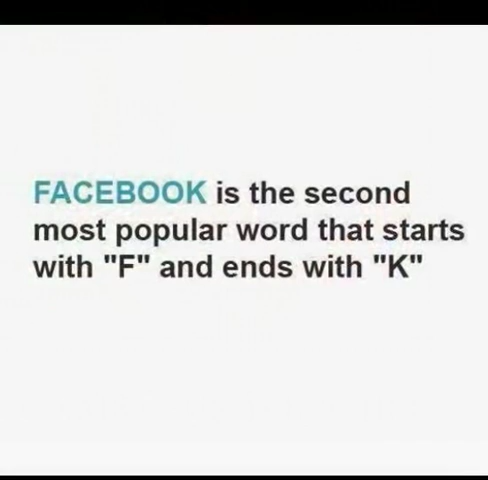 FACEBOOK is the second
most popular word that starts
with "F" and ends with "K"